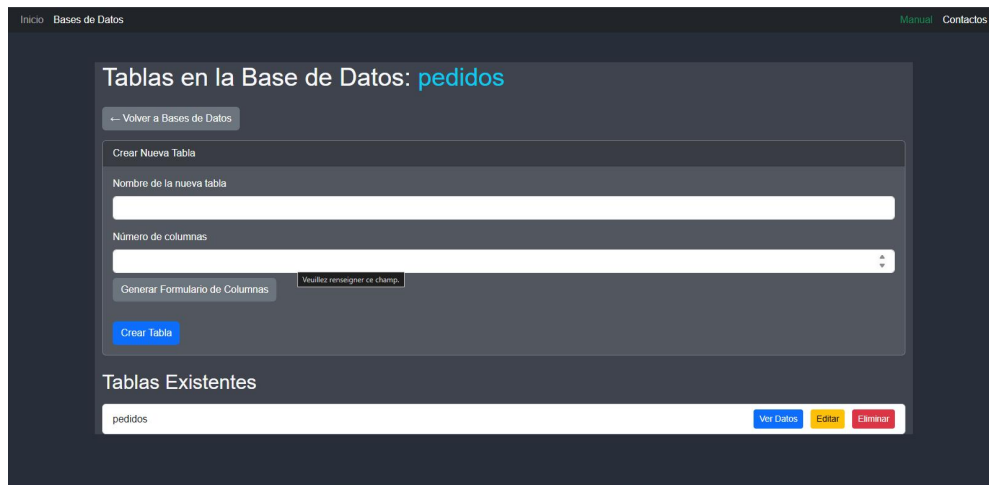 Inicio Bases de Datos Manual Contactos
Tablas en la Base de Datos: pedidos
← Volver a Bases de Datos
Crear Nueva Tabla
Nombre de la nueva tabla
Número de columnas
Veuillez renseigner ce champ.
Generar Formulario de Columnas
Crear Tabla
Tablas Existentes
pedidos Ver Datos Editar Eliminar